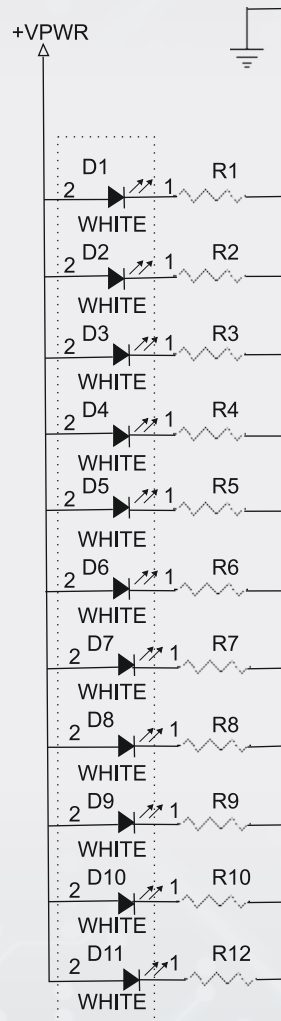 +VPWR
D1 R1
2 1
WHITE
D2 R2
2 1
WHITE
D3 R3
2 1
WHITE
D4 R4
2 1
WHITE
D5 R5
2 1
WHITE
D6 R6
2 1
WHITE
D7 R7
2 1
WHITE
D8 R8
2 1
WHITE
D9 R9
2 1
WHITE
D10 R10
2 1
WHITE
D11 R12
2 1
WHITE